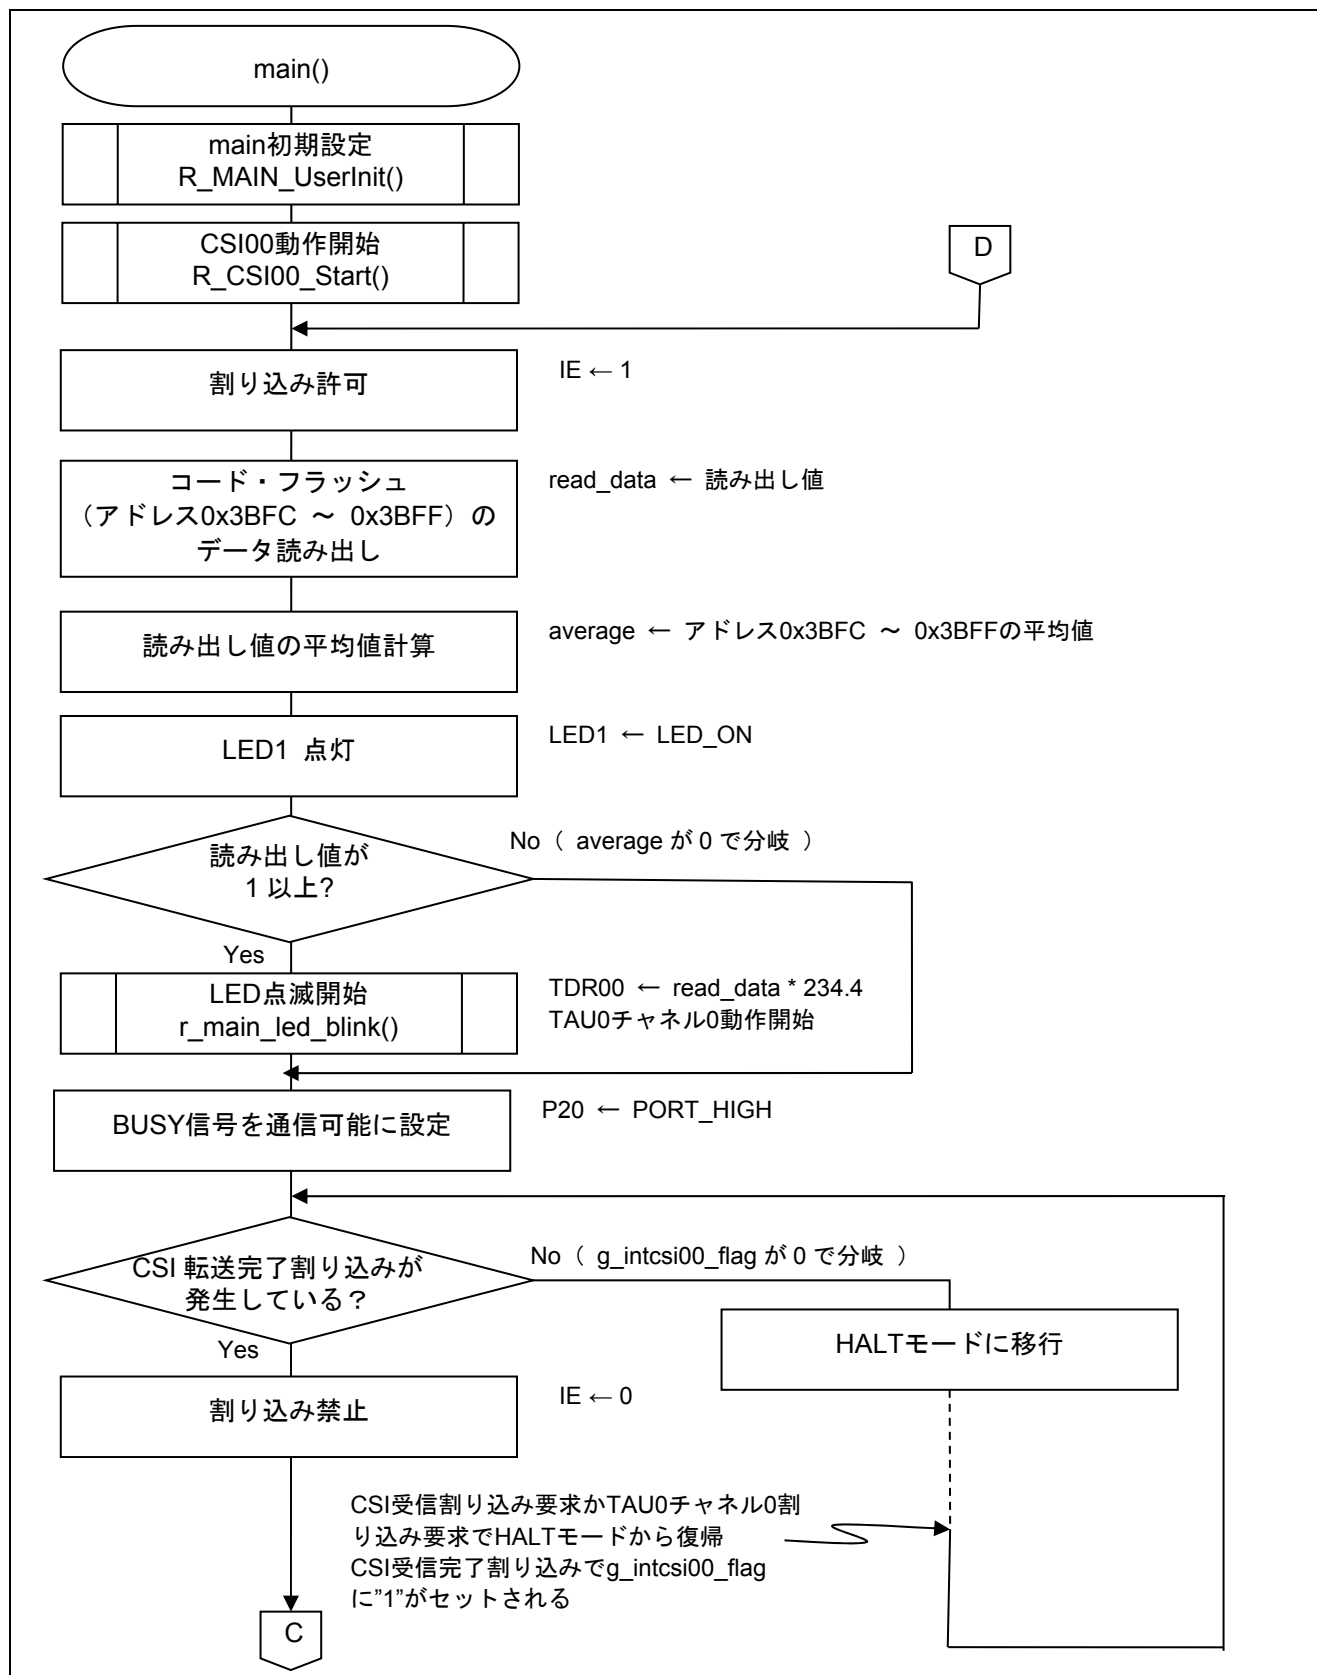 main()
main初期設定
R_MAIN_UserInit()
CSI00動作開始
R_CSI00_Start()
D
割り込み許可
IE ← 1
コード・フラッシュ
（アドレス0x3BFC ～ 0x3BFF）の
データ読み出し
read_data ← 読み出し値
読み出し値の平均値計算
average ← アドレス0x3BFC ～ 0x3BFFの平均値
LED1 点灯
LED1 ← LED_ON
読み出し値が
1 以上?
No（ average が 0 で分岐 ）
Yes
LED点滅開始
r_main_led_blink()
TDR00 ← read_data * 234.4
TAU0チャネル0動作開始
BUSY信号を通信可能に設定
P20 ← PORT_HIGH
CSI 転送完了割り込みが
発生している？
No（ g_intcsi00_flag が 0 で分岐 ）
Yes
HALTモードに移行
割り込み禁止
IE ← 0
CSI受信割り込み要求かTAU0チャネル0割
り込み要求でHALTモードから復帰
CSI受信完了割り込みでg_intcsi00_flag
に”1”がセットされる
C